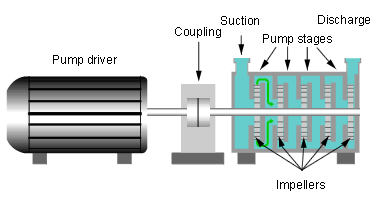 Suction
Discharge
Coupling
Pump stages
Pump driver
Impellers